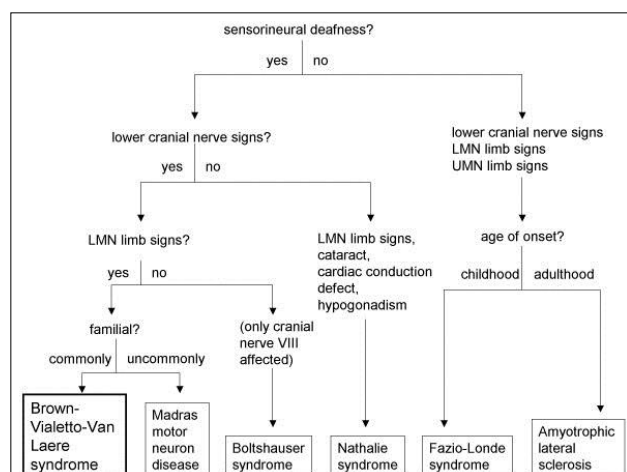 sensorineural deafness?
yes no
lower cranial nerve signs?
lower cranial nerve signs
LMN limb signs
UMN limb signs
yes no
LMN limb signs?
LMN limb signs,
cataract,
cardiac conduction
defect,
hypogonadism
age of onset?
yes no
childhood adulthood
familial?
(only cranial
nerve VIII
affected)
commonly uncommonly
Brown-
Vialetto-Van
Laere
syndrome
Madras
motor
neuron
disease
Boltshauser
syndrome
Nathalie
syndrome
Fazio-Londe
syndrome
Amyotrophic
lateral
sclerosis